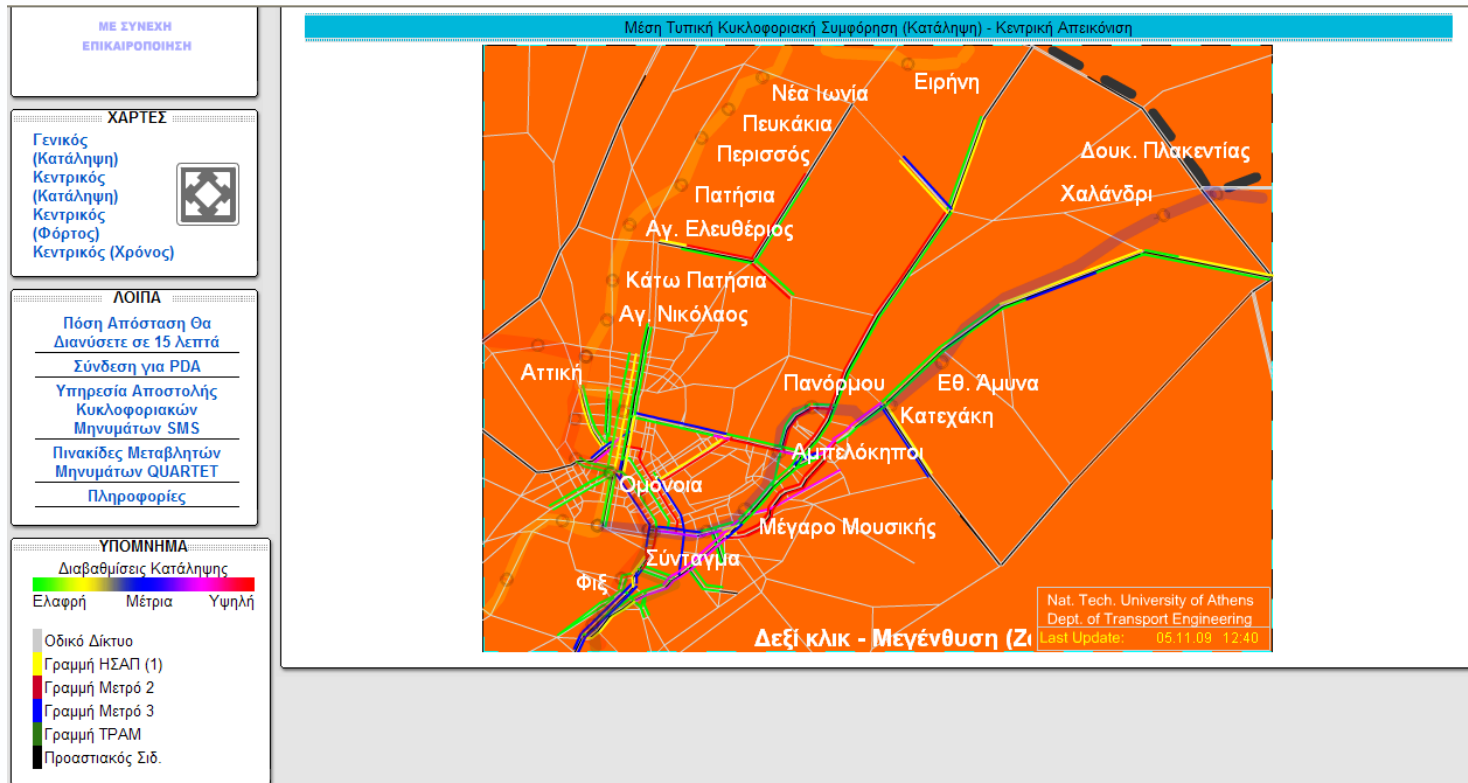 ΜΕ ΣΥΝΕΧΗ
ΕΠΙΚΑΙΡΟΠΟΙΗΣΗ
ΧΑΡΤΕΣ
Γενικός
(Κατάληψη)
Κεντρικός
(Κατάληψη)
Κεντρικός
(Φόρτος)
Κεντρικός (Χρόνος)
ΛΟΙΠΑ
Πόση Απόσταση Θα
Διανύσετε σε 15 λεπτά
Σύνδεση για PDA
Υπηρεσία Αποστολής
Κυκλοφοριακών
Μηνυμάτων SMS
Πινακίδες Μεταβλητών
Μηνυμάτων QUARTET
Πληροφορίες
ΥΠΟΜΝΗΜΑ
Διαβαθμίσεις Κατάληψης
Ελαφρή Μέτρια Υψηλή
Οδικό Δίκτυο
Γραμμή ΗΣΑΠ (1)
Γραμμή Μετρό 2
Γραμμή Μετρό 3
Γραμμή ΤΡΑΜ
Προαστιακός Σιδ.
Μέση Τυπική Κυκλοφοριακή Συμφόρηση (Κατάληψη) - Κεντρική Απεικόνιση
Ειρήνη
Νέα Ιωνία
Πευκάκια
Περισσός
Δουκ. Πλακεντίας
Πατήσια
Χαλάνδρι
Αγ. Ελευθέριος
Κάτω Πατήσια
Αγ. Νικόλαος
Αττική
Πανόρμου
Εθ. Άμυνα
Κατεχάκη
Αμπελόκηποι
Ομόνοια
Μέγαρο Μουσικής
Σύνταγμα
Φιξ
Δεξί κλικ - Μεγένθυση (Ζο
Nat. Tech. University of Athens
Dept. of Transport Engineering
Last Update: 05.11.09 12:40